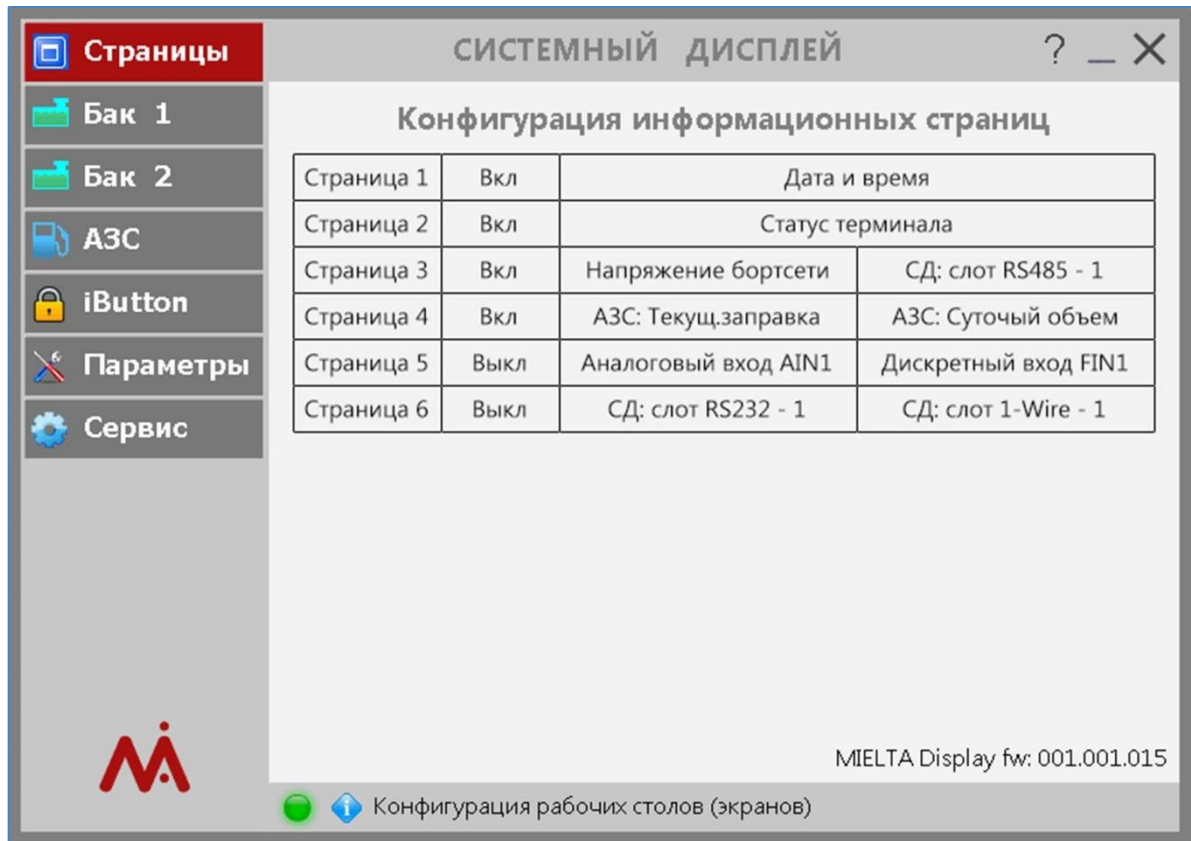 Страницы
СИСТЕМНЫЙ ДИСПЛЕЙ
? _ X
Бак 1
Бак 2
АЗС
iButton
Параметры
Сервис
Конфигурация информационных страниц
Страница 1 Вкл Дата и время
Страница 2 Вкл Статус терминала
Страница 3 Вкл Напряжение бортсети СД: слот RS485 - 1
Страница 4 Вкл АЗС: Текущ.заправка АЗС: Суточый объем
Страница 5 Выкл Аналоговый вход AIN1 Дискретный вход FIN1
Страница 6 Выкл СД: слот RS232 - 1 СД: слот 1-Wire - 1
MIELTA Display fw: 001.001.015
Конфигурация рабочих столов (экранов)